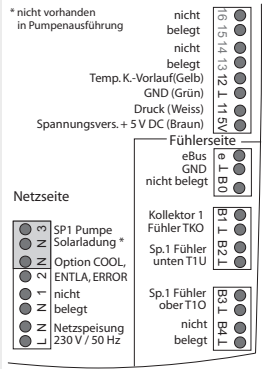 * nicht vorhanden
in Pumpenausführung
nicht 16
belegt 15
nicht 14
belegt 13
Temp. K.-Vorlauf(Gelb) 12
GND (Grün) ⊥
Druck (Weiss) 11
Spannungsvers. + 5 V DC (Braun) 5V
Fühlerseite
eBus e
GND ⊥
nicht belegt B0
Kollektor 1 B1
Fühler TKO ⊥
Sp.1 Fühler B2
unten T1U ⊥
Sp.1 Fühler B3
ober T1O ⊥
nicht B4
belegt ⊥
Netzseite
3 SP1 Pumpe
N Solarladung *
N Option COOL,
2 ENTLA, ERROR
1 nicht
N belegt
N Netzspeisung
L 230 V / 50 Hz